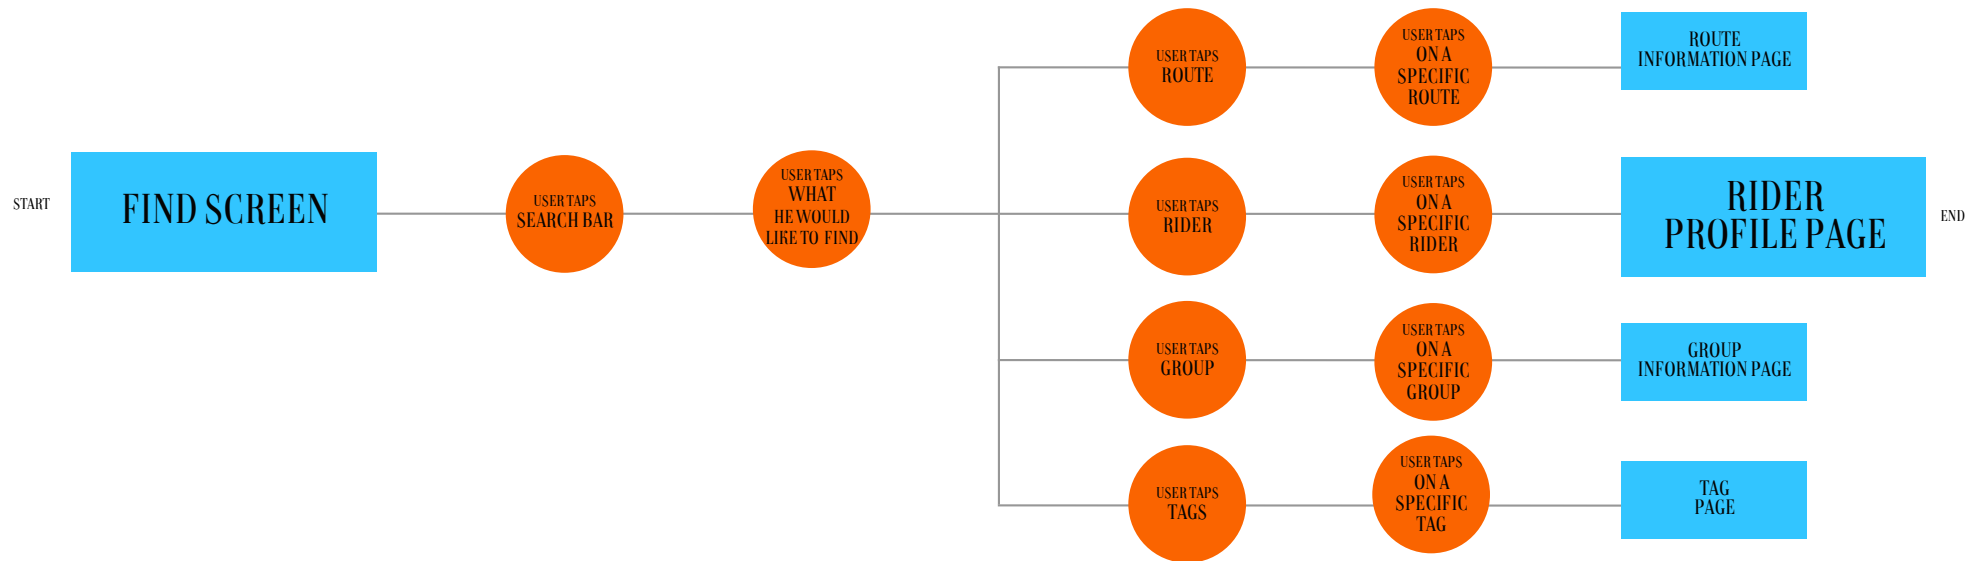 START
FIND SCREEN
USER TAPS
SEARCH BAR
USER TAPS
WHAT
HE WOULD
LIKE TO FIND
USER TAPS
ROUTE
USER TAPS
ON A
SPECIFIC
ROUTE
ROUTE
INFORMATION PAGE
USER TAPS
RIDER
USER TAPS
ON A
SPECIFIC
RIDER
RIDER
PROFILE PAGE
END
USER TAPS
GROUP
USER TAPS
ON A
SPECIFIC
GROUP
GROUP
INFORMATION PAGE
USER TAPS
TAGS
USER TAPS
ON A
SPECIFIC
TAG
TAG
PAGE